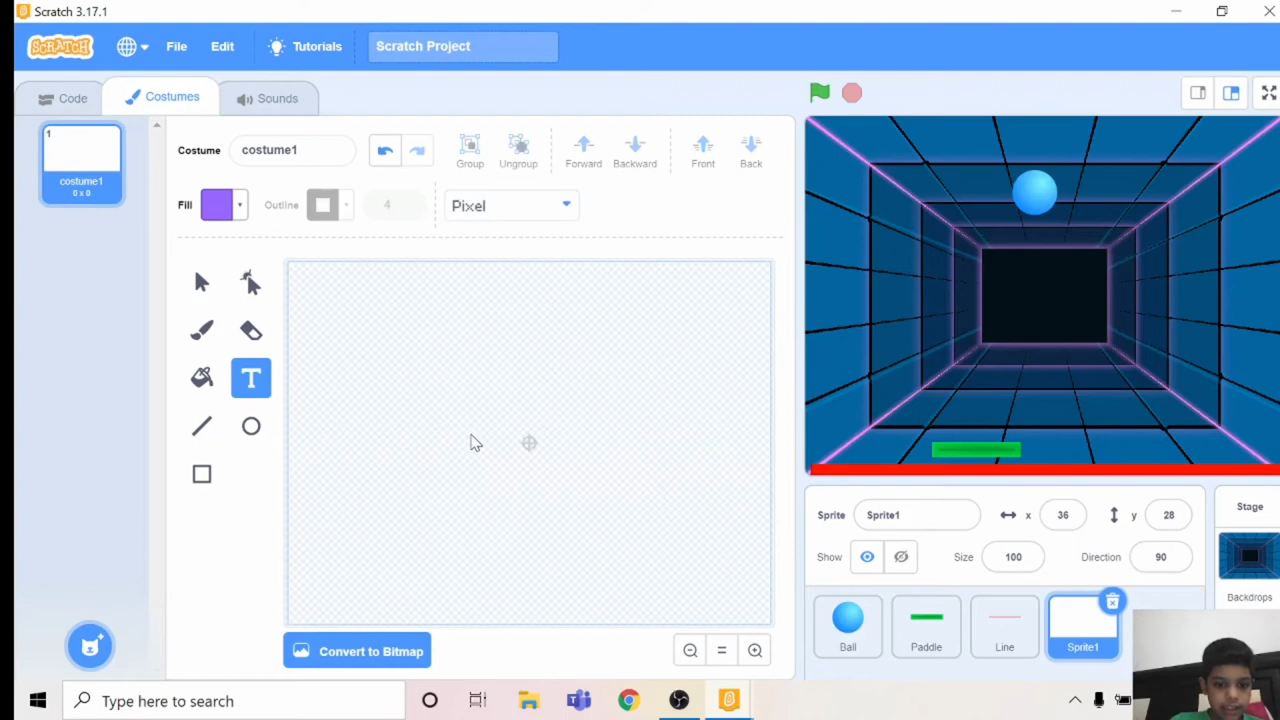 Scratch 3.17.1
SCRATCH File Edit Tutorials Scratch Project
Code Costumes Sounds
1
costume1
0 x 0
Costume costume1 Group Ungroup Forward Backward Front Back
Fill Outline 4 Pixel
T
Convert to Bitmap
Sprite Sprite1 x 36 y 28
Show Size 100 Direction 90
Ball Paddle Line Sprite1
Stage
Backdrops
Type here to search